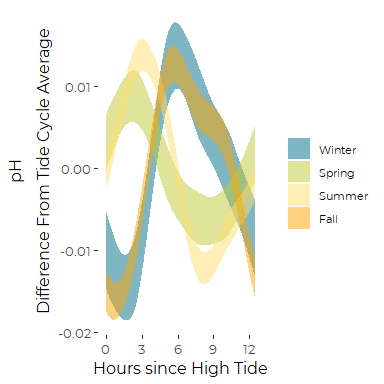 pH
Difference From Tide Cycle Average
0.01
0.00
-0.01
-0.02
0 3 6 9 12
Hours since High Tide
Winter
Spring
Summer
Fall